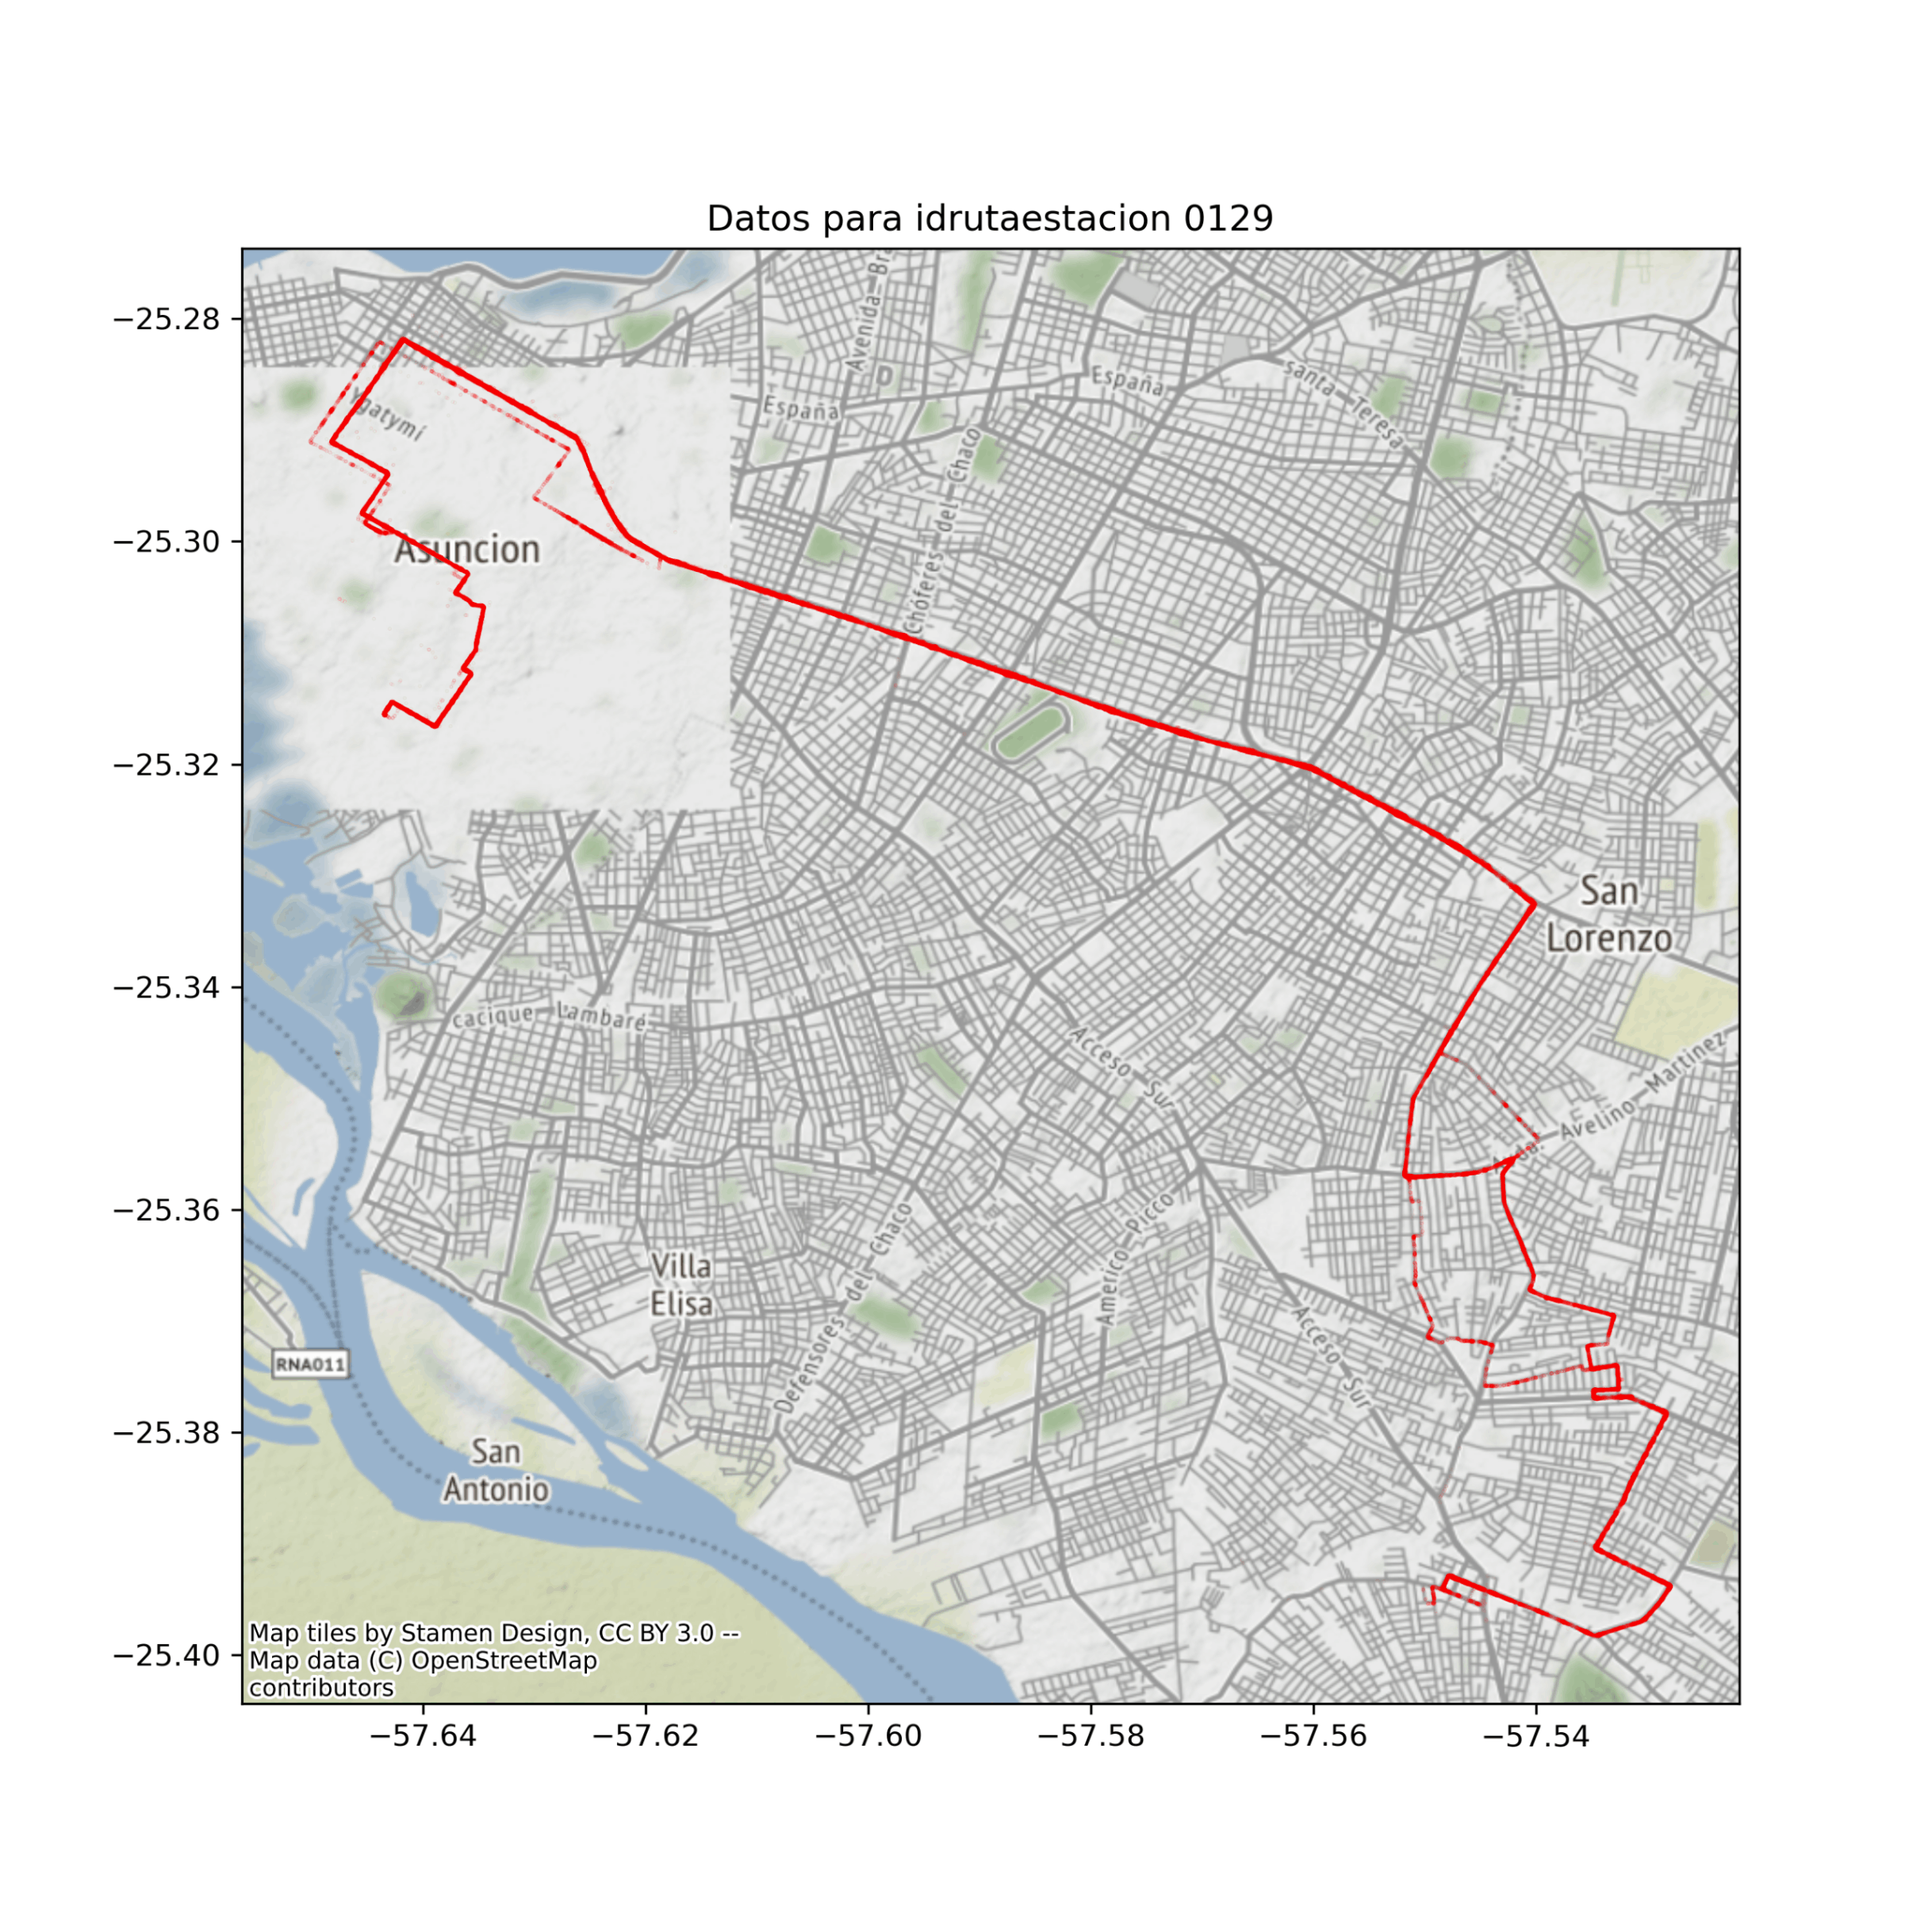 Datos para idrutaestacion 0129
−25.28
−25.30
−25.32
−25.34
−25.36
−25.38
−25.40
−57.64
−57.62
−57.60
−57.58
−57.56
−57.54
España
España
santa Teresa
Ygatymí
Choferes del Chaco
Asuncion
San
Lorenzo
cacique Lambaré
Acceso Sur
Avelino Martinez
Americo Picco
Defensores del Chaco
Villa
Elisa
Acceso Sur
RNA011
San
Antonio
Map tiles by Stamen Design, CC BY 3.0 --
Map data (C) OpenStreetMap
contributors